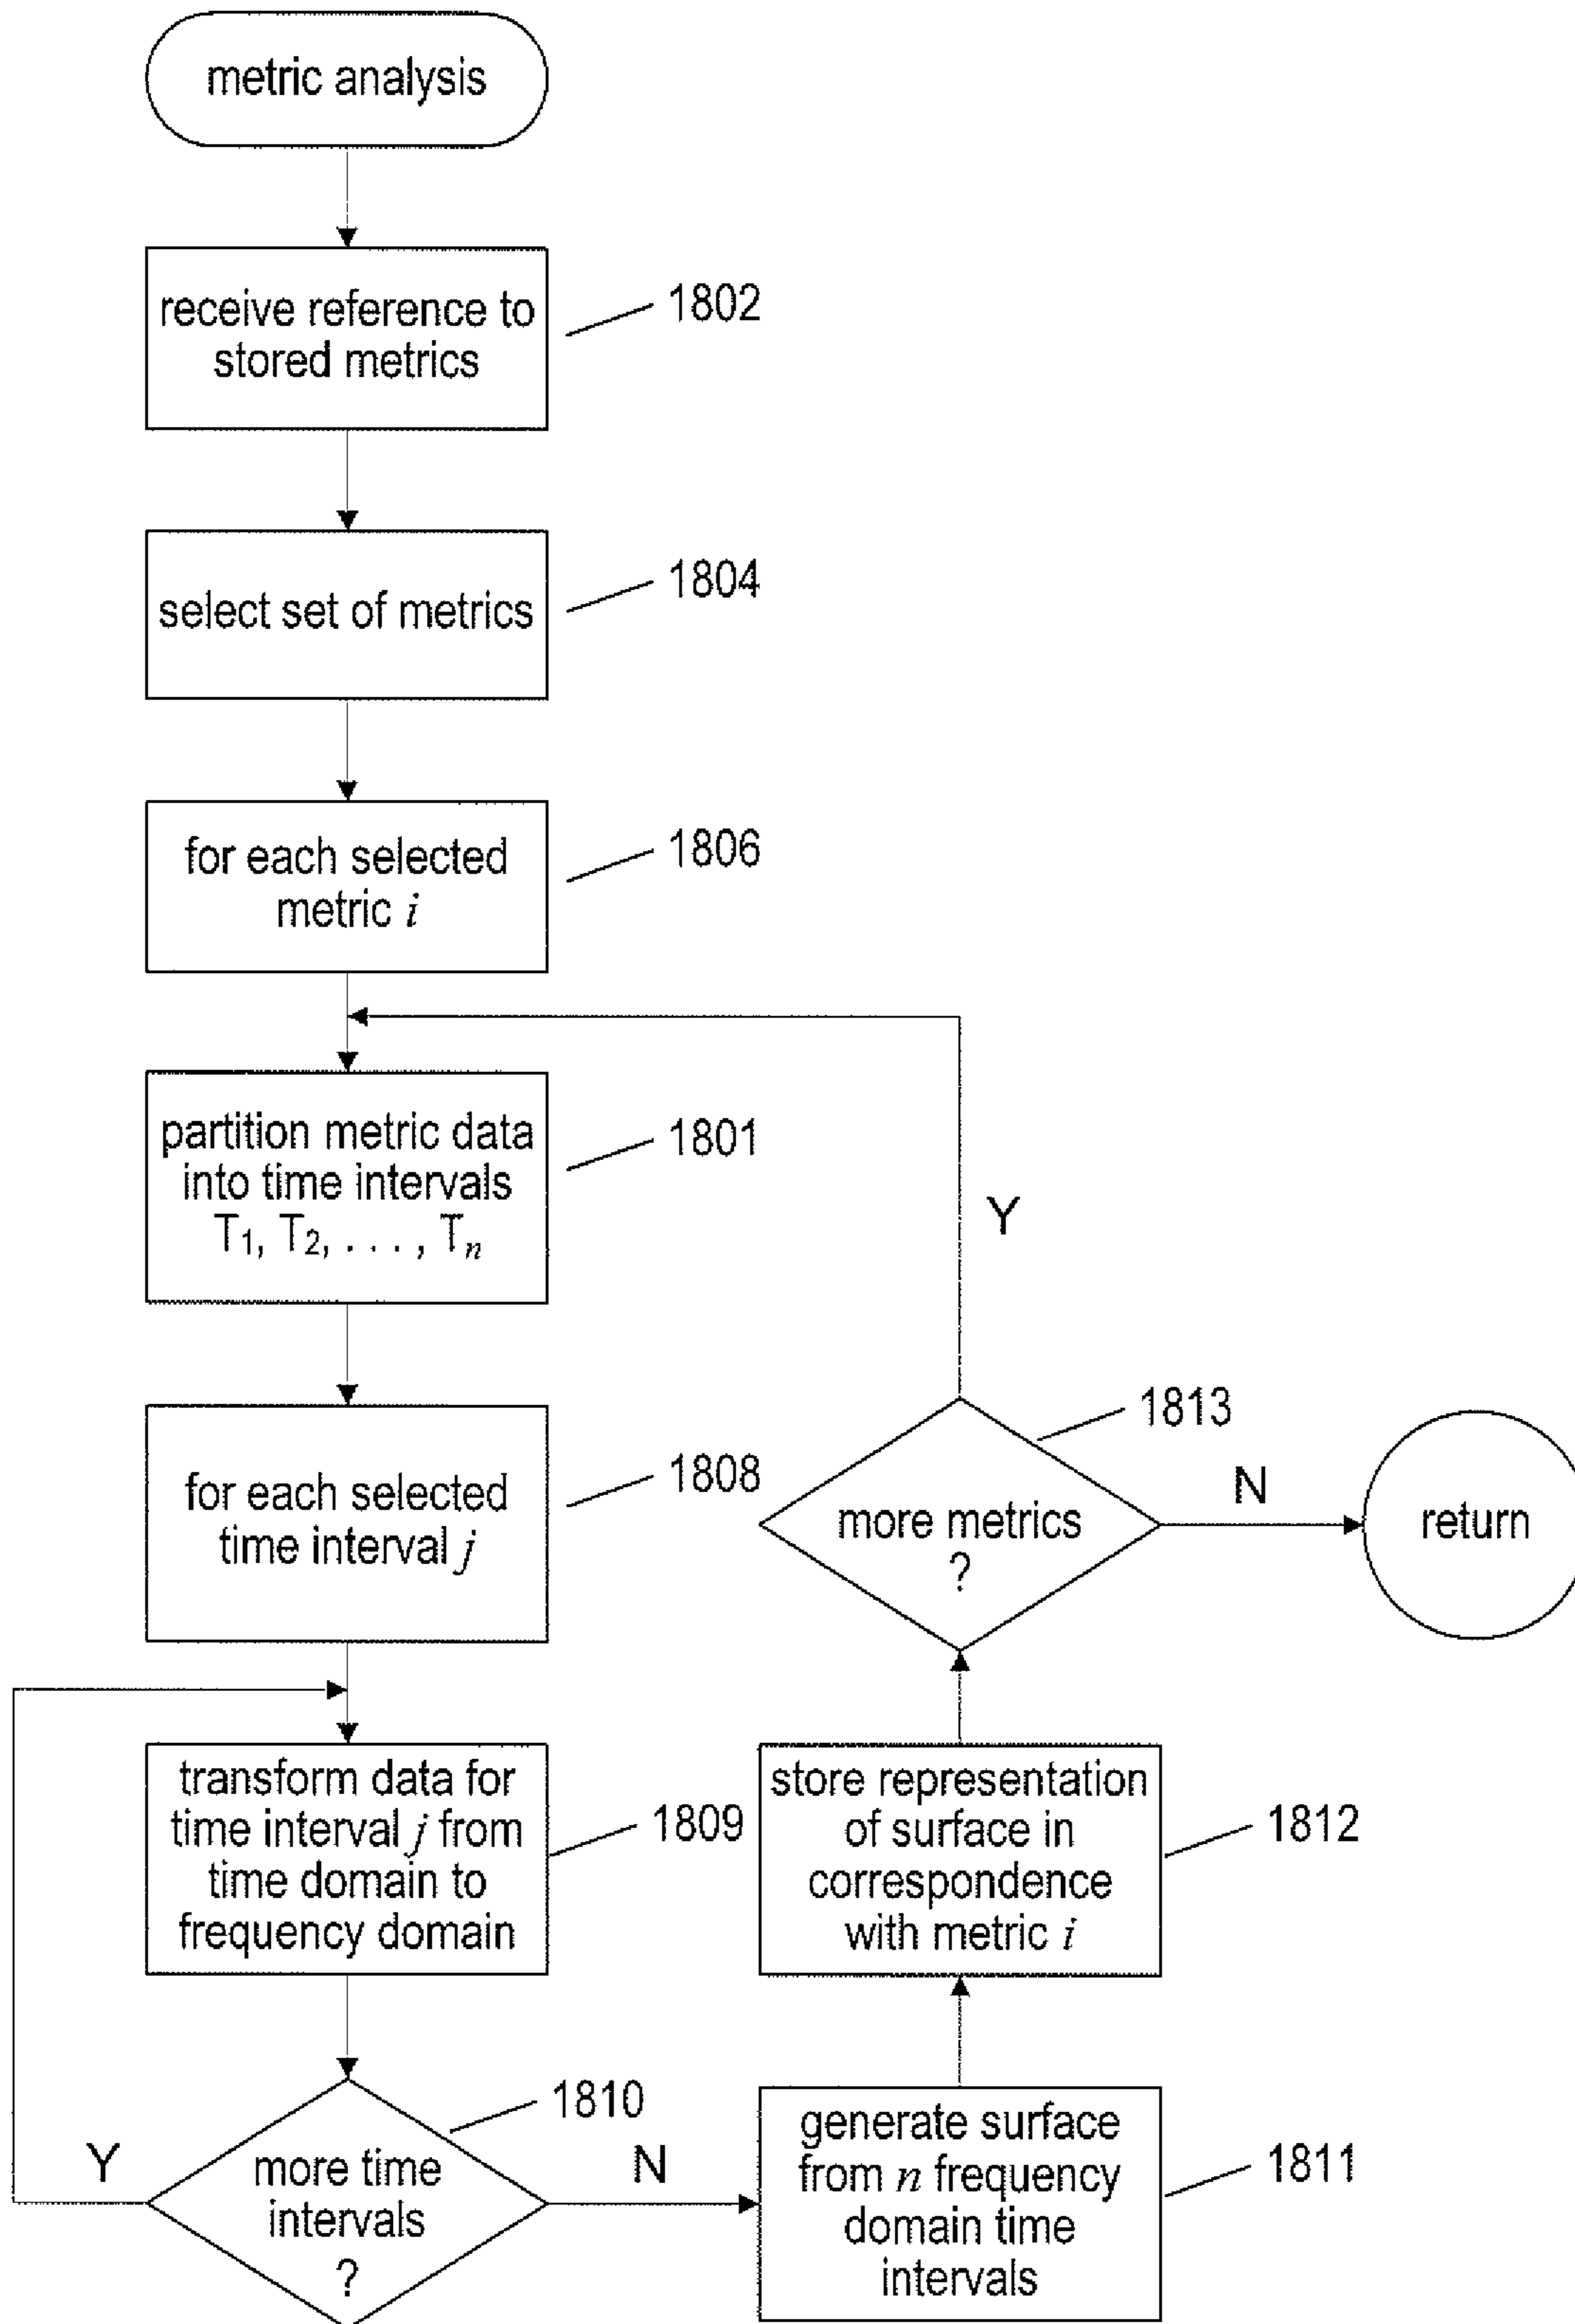 metric analysis
receive reference to
stored metrics
1802
select set of metrics
1804
for each selected
metric i
1806
partition metric data
into time intervals
T1, T2, . . . , Tn
1801
for each selected
time interval j
1808
transform data for
time interval j from
time domain to
frequency domain
1809
more time
intervals
?
1810
Y
N
generate surface
from n frequency
domain time
intervals
1811
store representation
of surface in
correspondence
with metric i
1812
more metrics
?
1813
Y
N
return